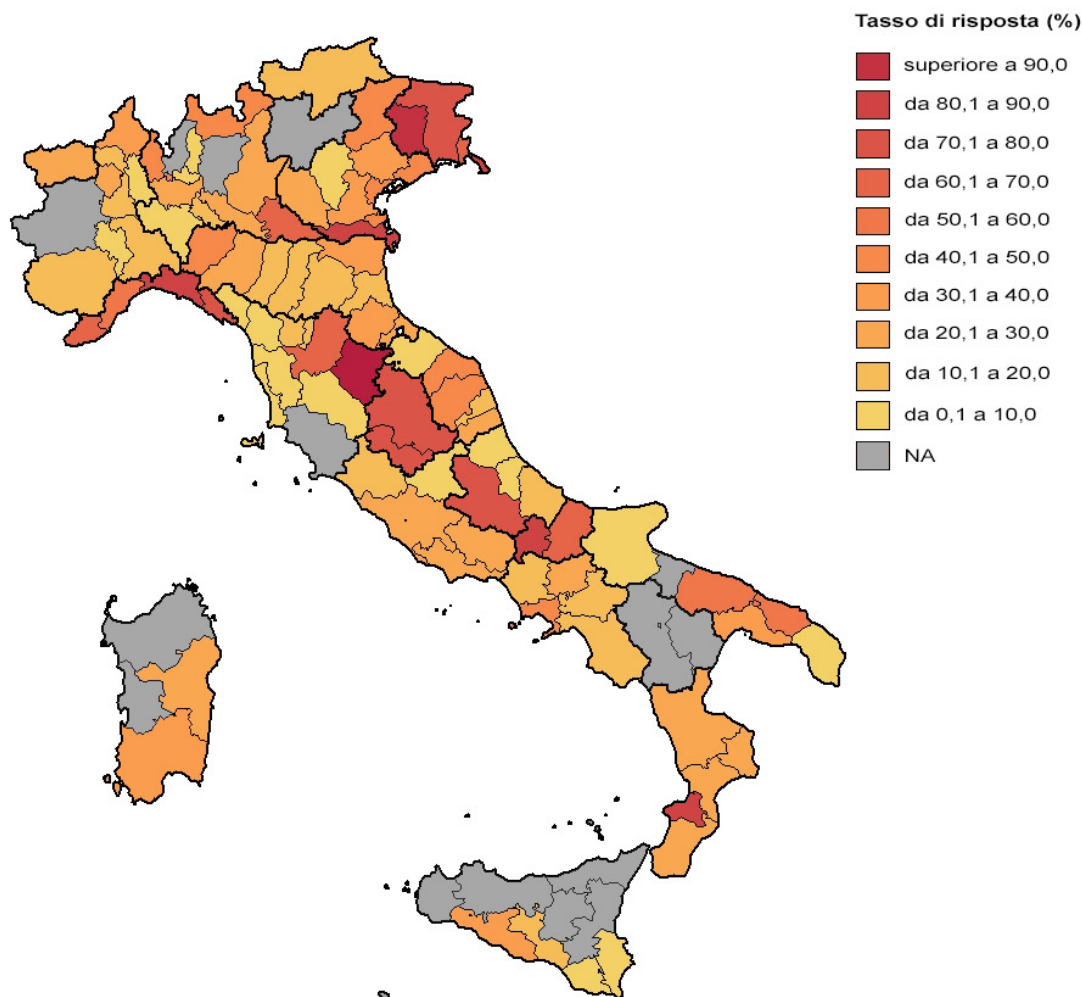 Tasso di risposta (%)
superiore a 90,0
da 80,1 a 90,0
da 70,1 a 80,0
da 60,1 a 70,0
da 50,1 a 60,0
da 40,1 a 50,0
da 30,1 a 40,0
da 20,1 a 30,0
da 10,1 a 20,0
da 0,1 a 10,0
NA